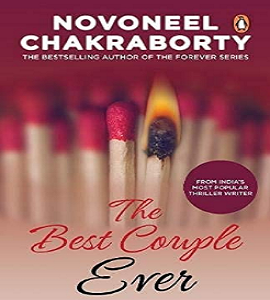 NOVONEEL
CHAKRABORTY
THE BESTSELLING AUTHOR OF THE FOREVER SERIES
FROM INDIA'S
MOST POPULAR
THRILLER WRITER
The
Best Couple
Ever